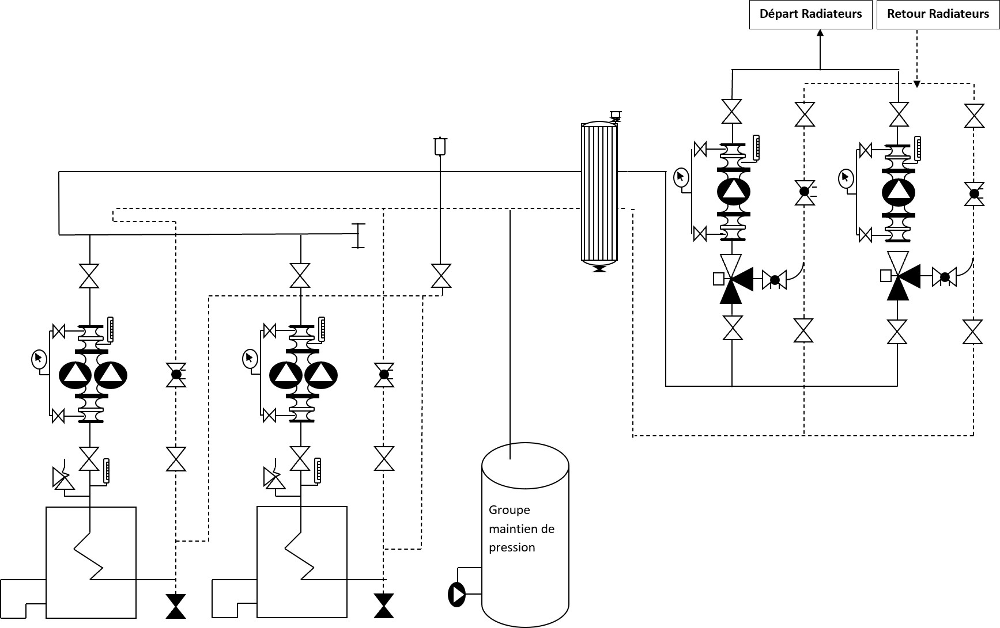 Départ Radiateurs
Retour Radiateurs
Groupe
maintien de
pression